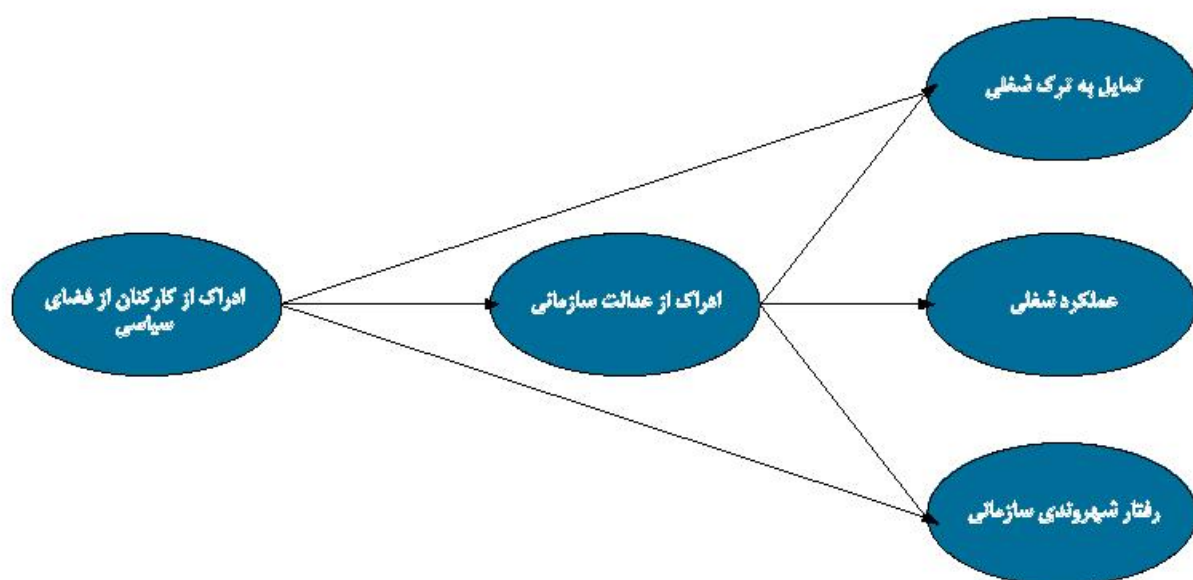 تمایل به ترک شغلی
ادراک از کارکنان از فضای
سیاسی
ادراک از عدالت سازمانی
عملکرد شغلی
رفتار شهروندی سازمانی